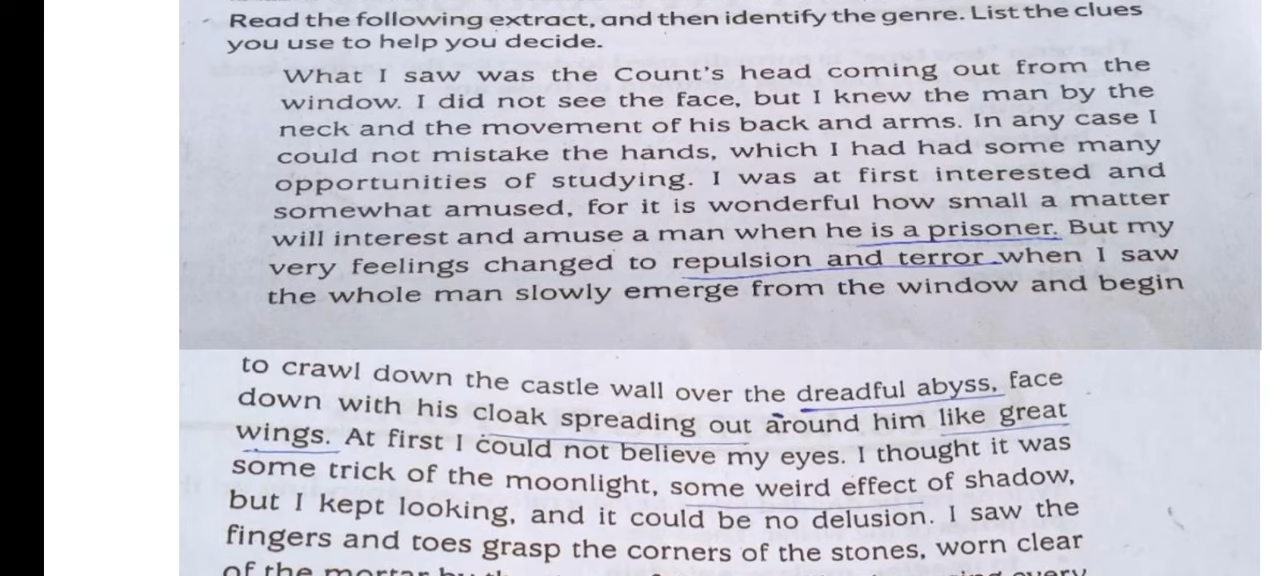 Read the following extract, and then identify the genre. List the clues
you use to help you decide.
What I saw was the Count's head coming out from the
window. I did not see the face, but I knew the man by the
neck and the movement of his back and arms. In any case I
could not mistake the hands, which I had had some many
opportunities of studying. I was at first interested and
somewhat amused, for it is wonderful how small a matter
will interest and amuse a man when he is a prisoner. But my
very feelings changed to repulsion and terror when I saw
the whole man slowly emerge from the window and begin
to crawl down the castle wall over the dreadful abyss, face
down with his cloak spreading out around him like great
wings. At first I could not believe my eyes. I thought it was
some trick of the moonlight, some weird effect of shadow,
but I kept looking, and it could be no delusion. I saw the
fingers and toes grasp the corners of the stones, worn clear
of the mortar by